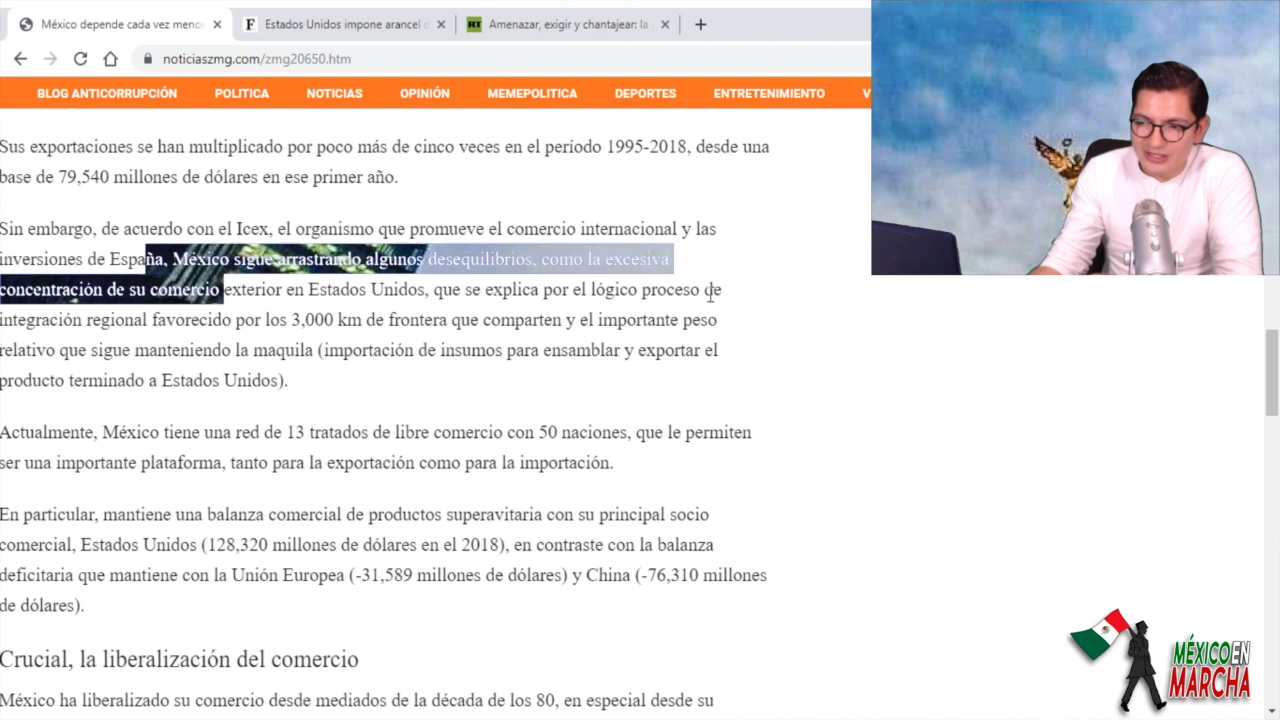 México depende cada vez menos
Estados Unidos impone arancel
RT
Amenazar, exigir y chantajear: la
noticiaszmg.com/zmg20650.htm
BLOG ANTICORRUPCIÓN POLITICA NOTICIAS OPINIÓN MEMEPOLITICA DEPORTES ENTRETENIMIENTO V
Sus exportaciones se han multiplicado por poco más de cinco veces en el período 1995-2018, desde una
base de 79,540 millones de dólares en ese primer año.
Sin embargo, de acuerdo con el Icex, el organismo que promueve el comercio internacional y las
inversiones de España, México sigue arrastrando algunos desequilibrios, como la excesiva
concentración de su comercio exterior en Estados Unidos, que se explica por el lógico proceso de
integración regional favorecido por los 3,000 km de frontera que comparten y el importante peso
relativo que sigue manteniendo la maquila (importación de insumos para ensamblar y exportar el
producto terminado a Estados Unidos).
Actualmente, México tiene una red de 13 tratados de libre comercio con 50 naciones, que le permiten
ser una importante plataforma, tanto para la exportación como para la importación.
En particular, mantiene una balanza comercial de productos superavitaria con su principal socio
comercial, Estados Unidos (128,320 millones de dólares en el 2018), en contraste con la balanza
deficitaria que mantiene con la Unión Europea (-31,589 millones de dólares) y China (-76,310 millones
de dólares).
Crucial, la liberalización del comercio
México ha liberalizado su comercio desde mediados de la década de los 80, en especial desde su
MÉXICO EN
MARCHA